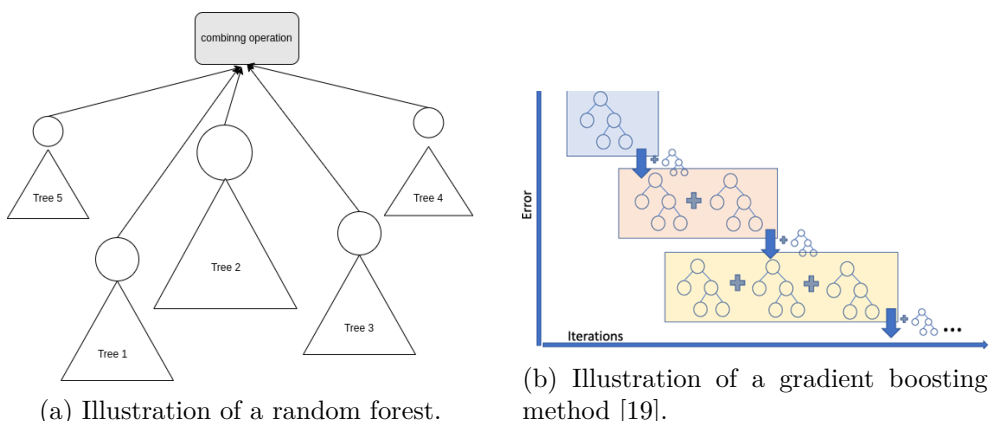 combinng operation
Tree 5
Tree 4
Tree 2
Tree 3
Tree 1
(a) Illustration of a random forest.
Error
Iterations
(b) Illustration of a gradient boosting
method [19].